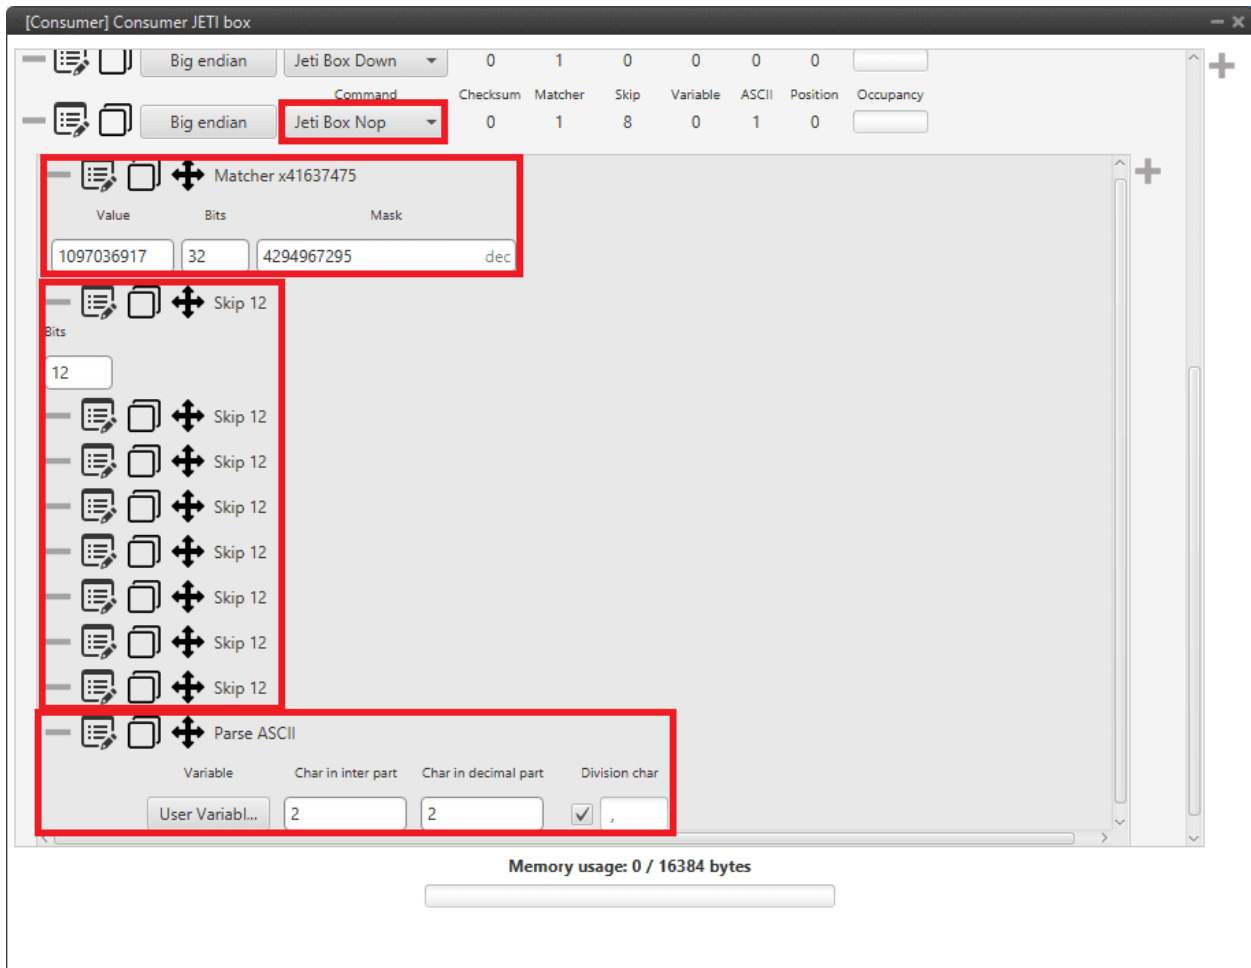 [Consumer] Consumer JETI box
Big endian Jeti Box Down 0 1 0 0 0 0
Command Checksum Matcher Skip Variable ASCII Position Occupancy
Big endian Jeti Box Nop 0 1 8 0 1 0
Matcher x41637475
Value Bits Mask
1097036917 32 4294967295 dec
Skip 12
Bits
12
Skip 12
Skip 12
Skip 12
Skip 12
Skip 12
Skip 12
Skip 12
Parse ASCII
Variable Char in inter part Char in decimal part Division char
User Variabl... 2 2 ,
Memory usage: 0 / 16384 bytes